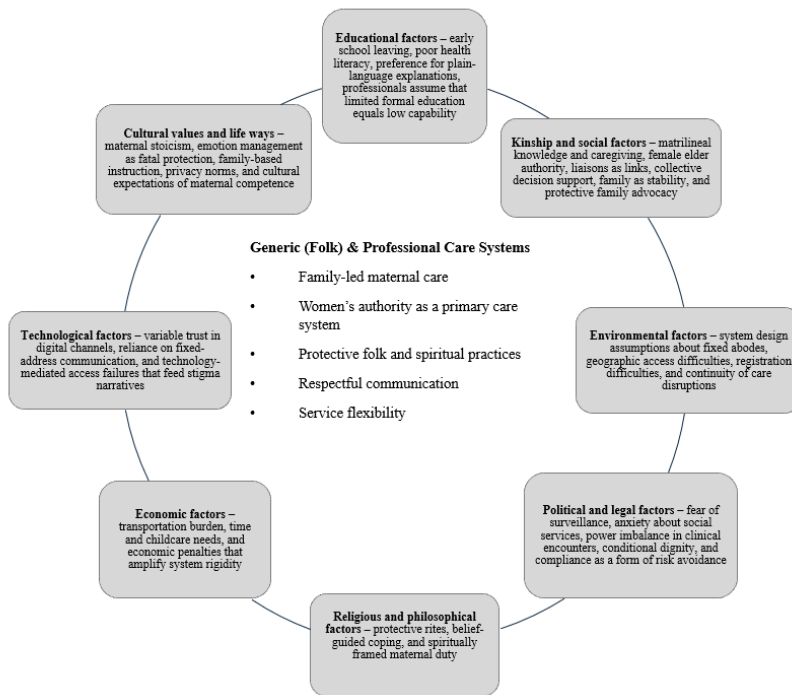 Educational factors – early
school leaving, poor health
literacy, preference for plain-
language explanations,
professionals assume that
limited formal education
equals low capability
Cultural values and life ways –
maternal stoicism, emotion management
as fatal protection, family-based
instruction, privacy norms, and cultural
expectations of maternal competence
Kinship and social factors – matrilineal
knowledge and caregiving, female elder
authority, liaisons as links, collective
decision support, family as stability, and
protective family advocacy
Generic (Folk) & Professional Care Systems
• Family-led maternal care
• Women's authority as a primary care
system
• Protective folk and spiritual practices
• Respectful communication
• Service flexibility
Technological factors – variable trust
in digital channels, reliance on fixed-
address communication, and technology-
mediated access failures that feed stigma
narratives
Environmental factors – system design
assumptions about fixed abodes,
geographic access difficulties, registration
difficulties, and continuity of care
disruptions
Economic factors –
transportation burden, time
and childcare needs, and
economic penalties that
amplify system rigidity
Political and legal factors – fear of
surveillance, anxiety about social
services, power imbalance in clinical
encounters, conditional dignity, and
compliance as a form of risk avoidance
Religious and philosophical
factors – protective rites, belief-
guided coping, and spiritually
framed maternal duty